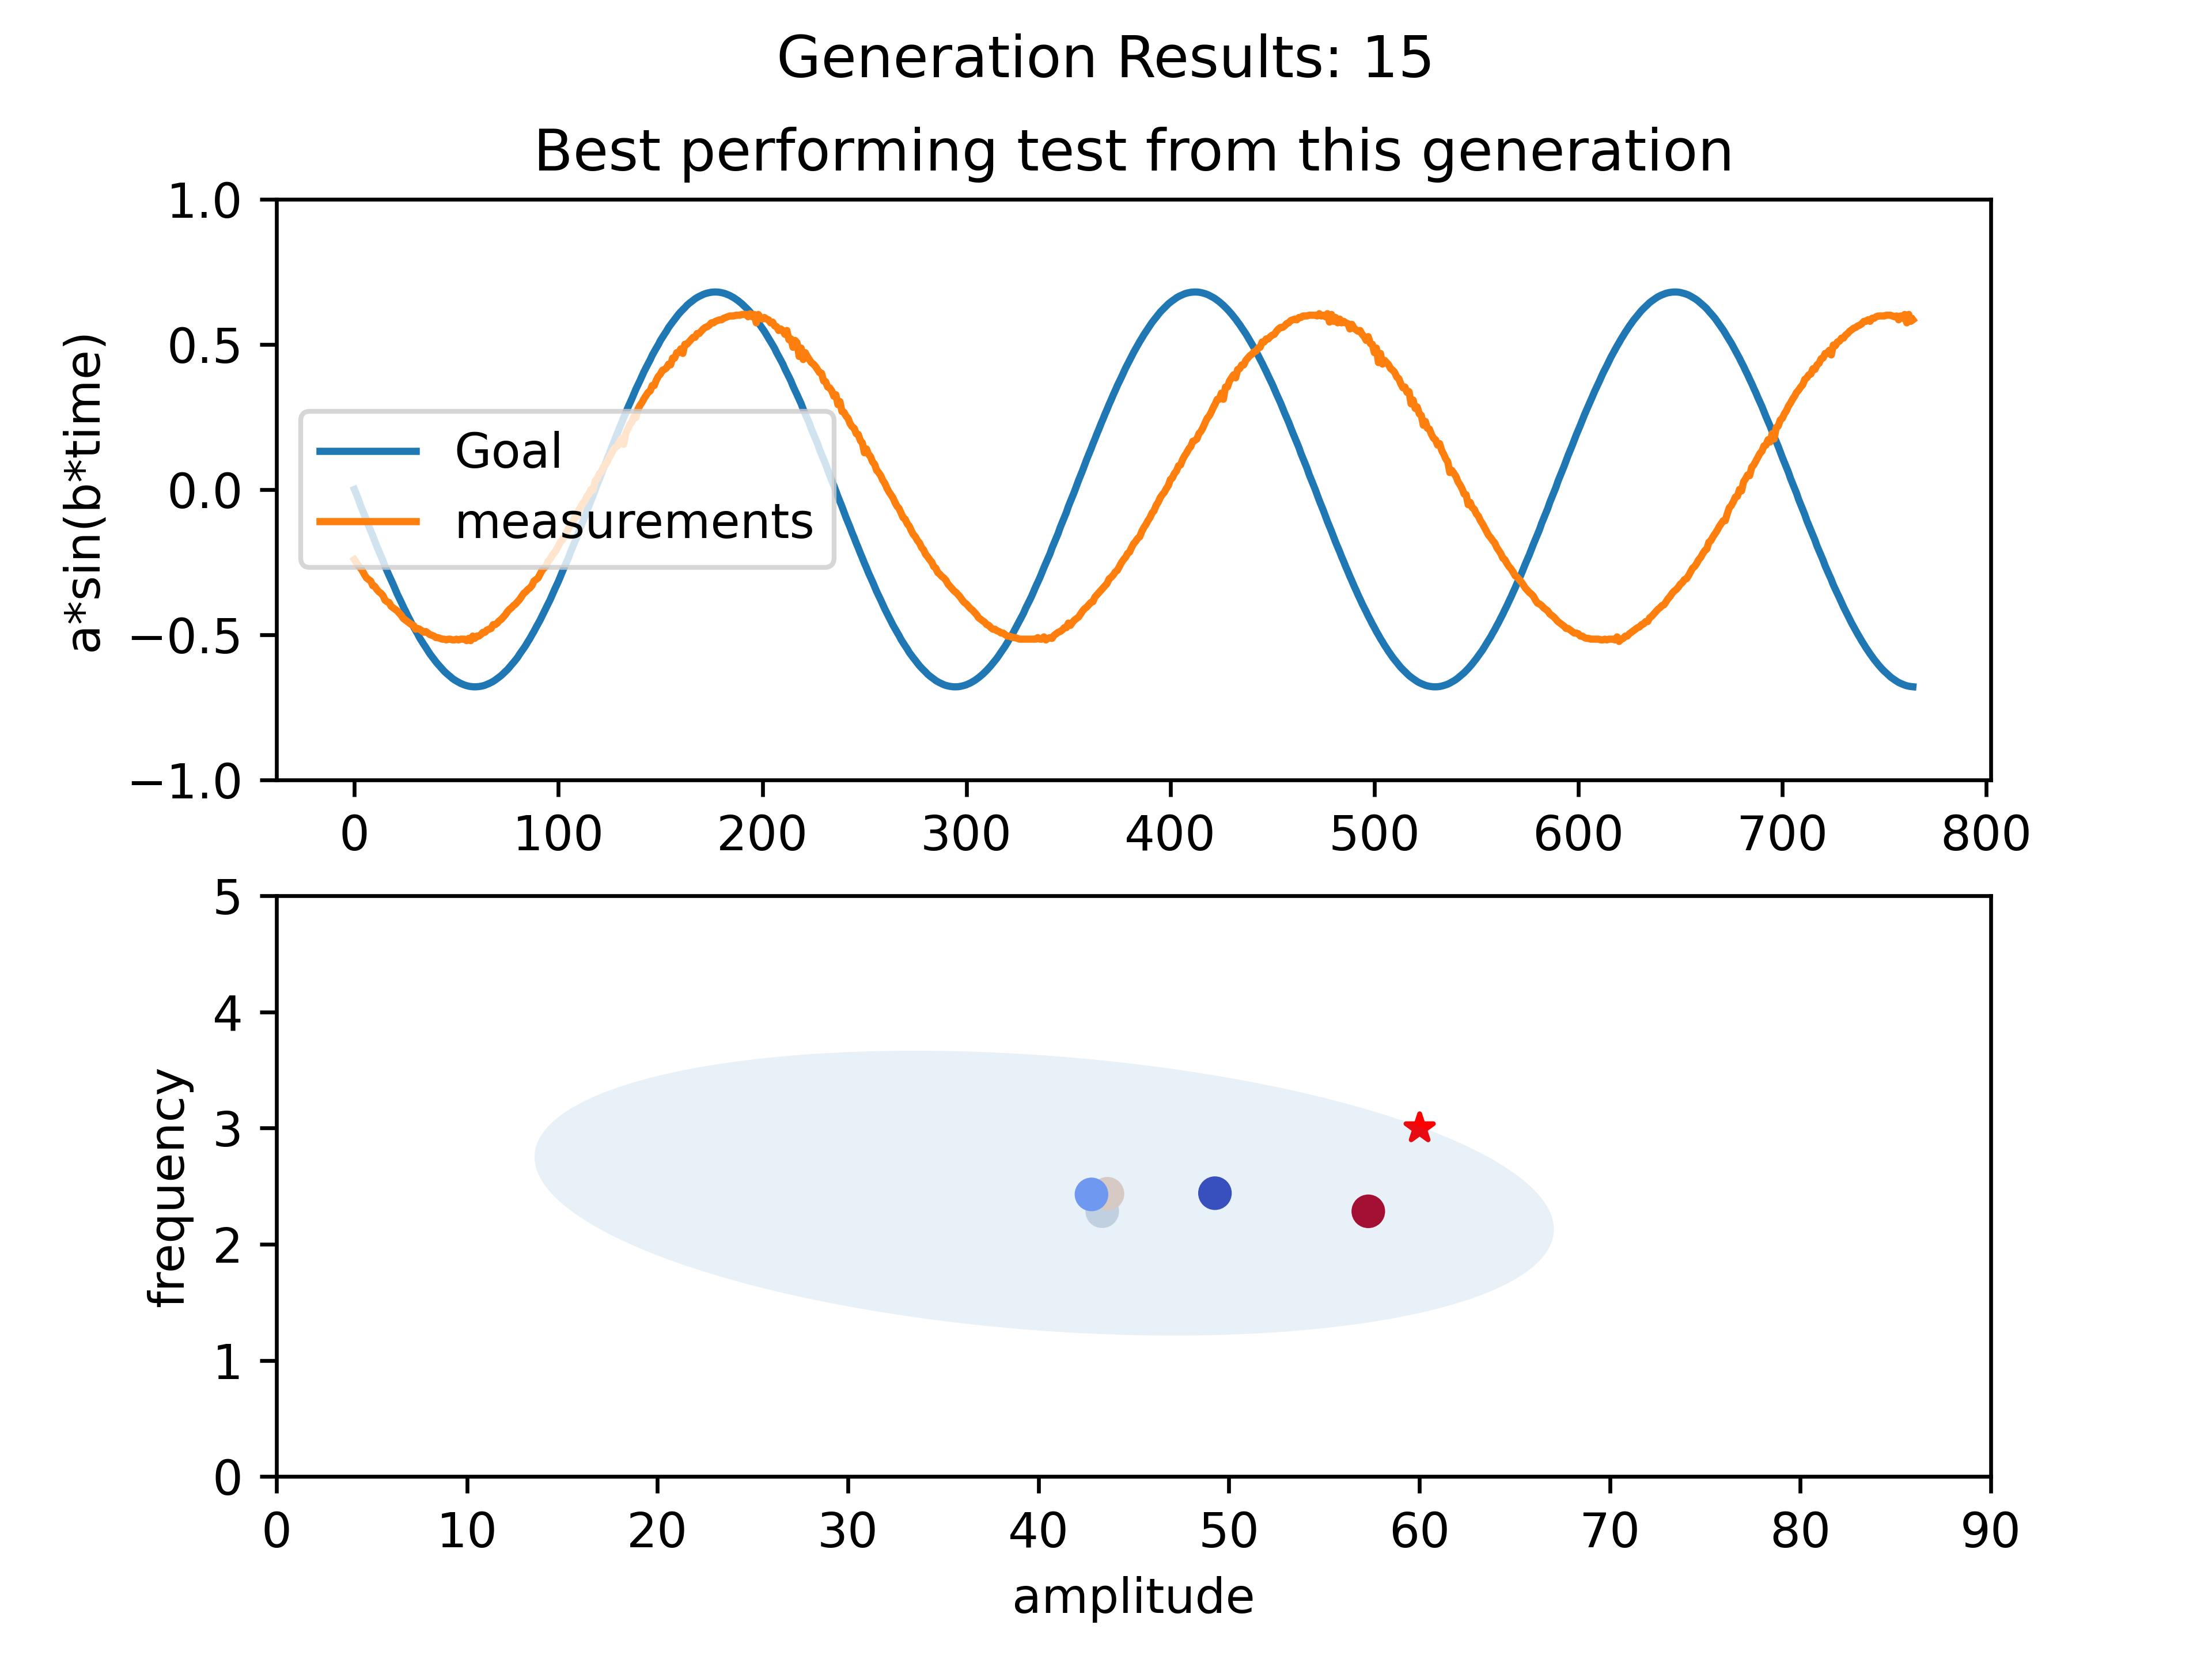 Generation Results: 15
Best performing test from this generation
1.0
0.5
0.0
−0.5
−1.0
a*sin(b*time)
Goal
measurements
0 100 200 300 400 500 600 700 800
5
4
3
2
1
0
frequency
0 10 20 30 40 50 60 70 80 90
amplitude